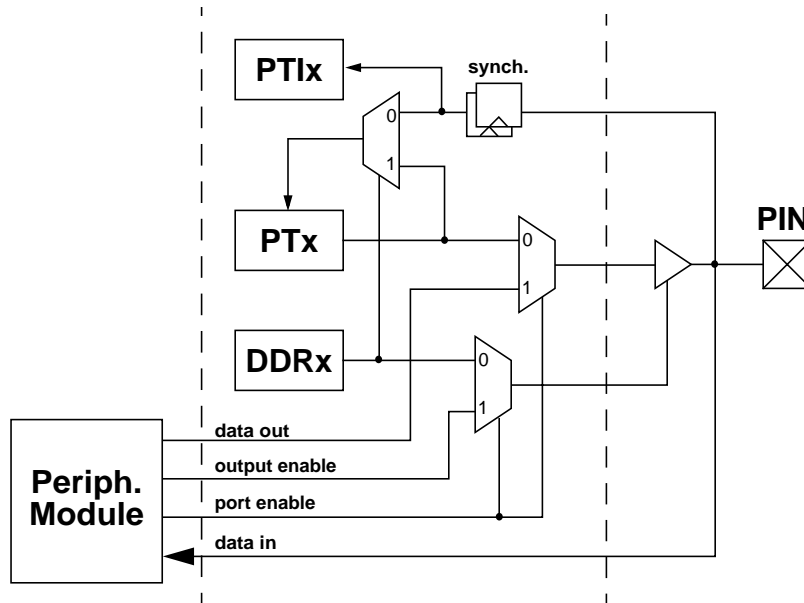 PTIx
synch.
0
1
PTx
PIN
0
1
DDRx
0
1
data out
output enable
Periph.
Module
port enable
data in